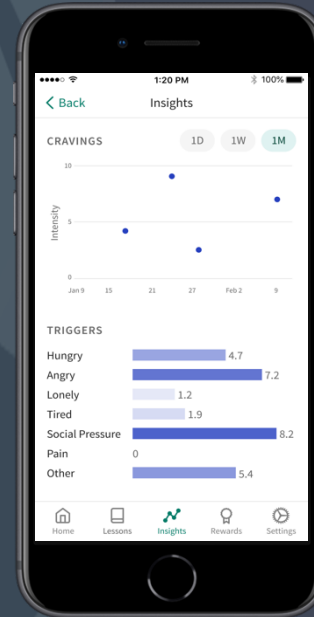 1:20 PM 100%
Back Insights
CRAVINGS 1D 1W 1M
10
Intensity
5
0
Jan 9 15 21 27 Feb 2 9
TRIGGERS
Hungry 4.7
Angry 7.2
Lonely 1.2
Tired 1.9
Social Pressure 8.2
Pain 0
Other 5.4
Home Lessons Insights Rewards Settings